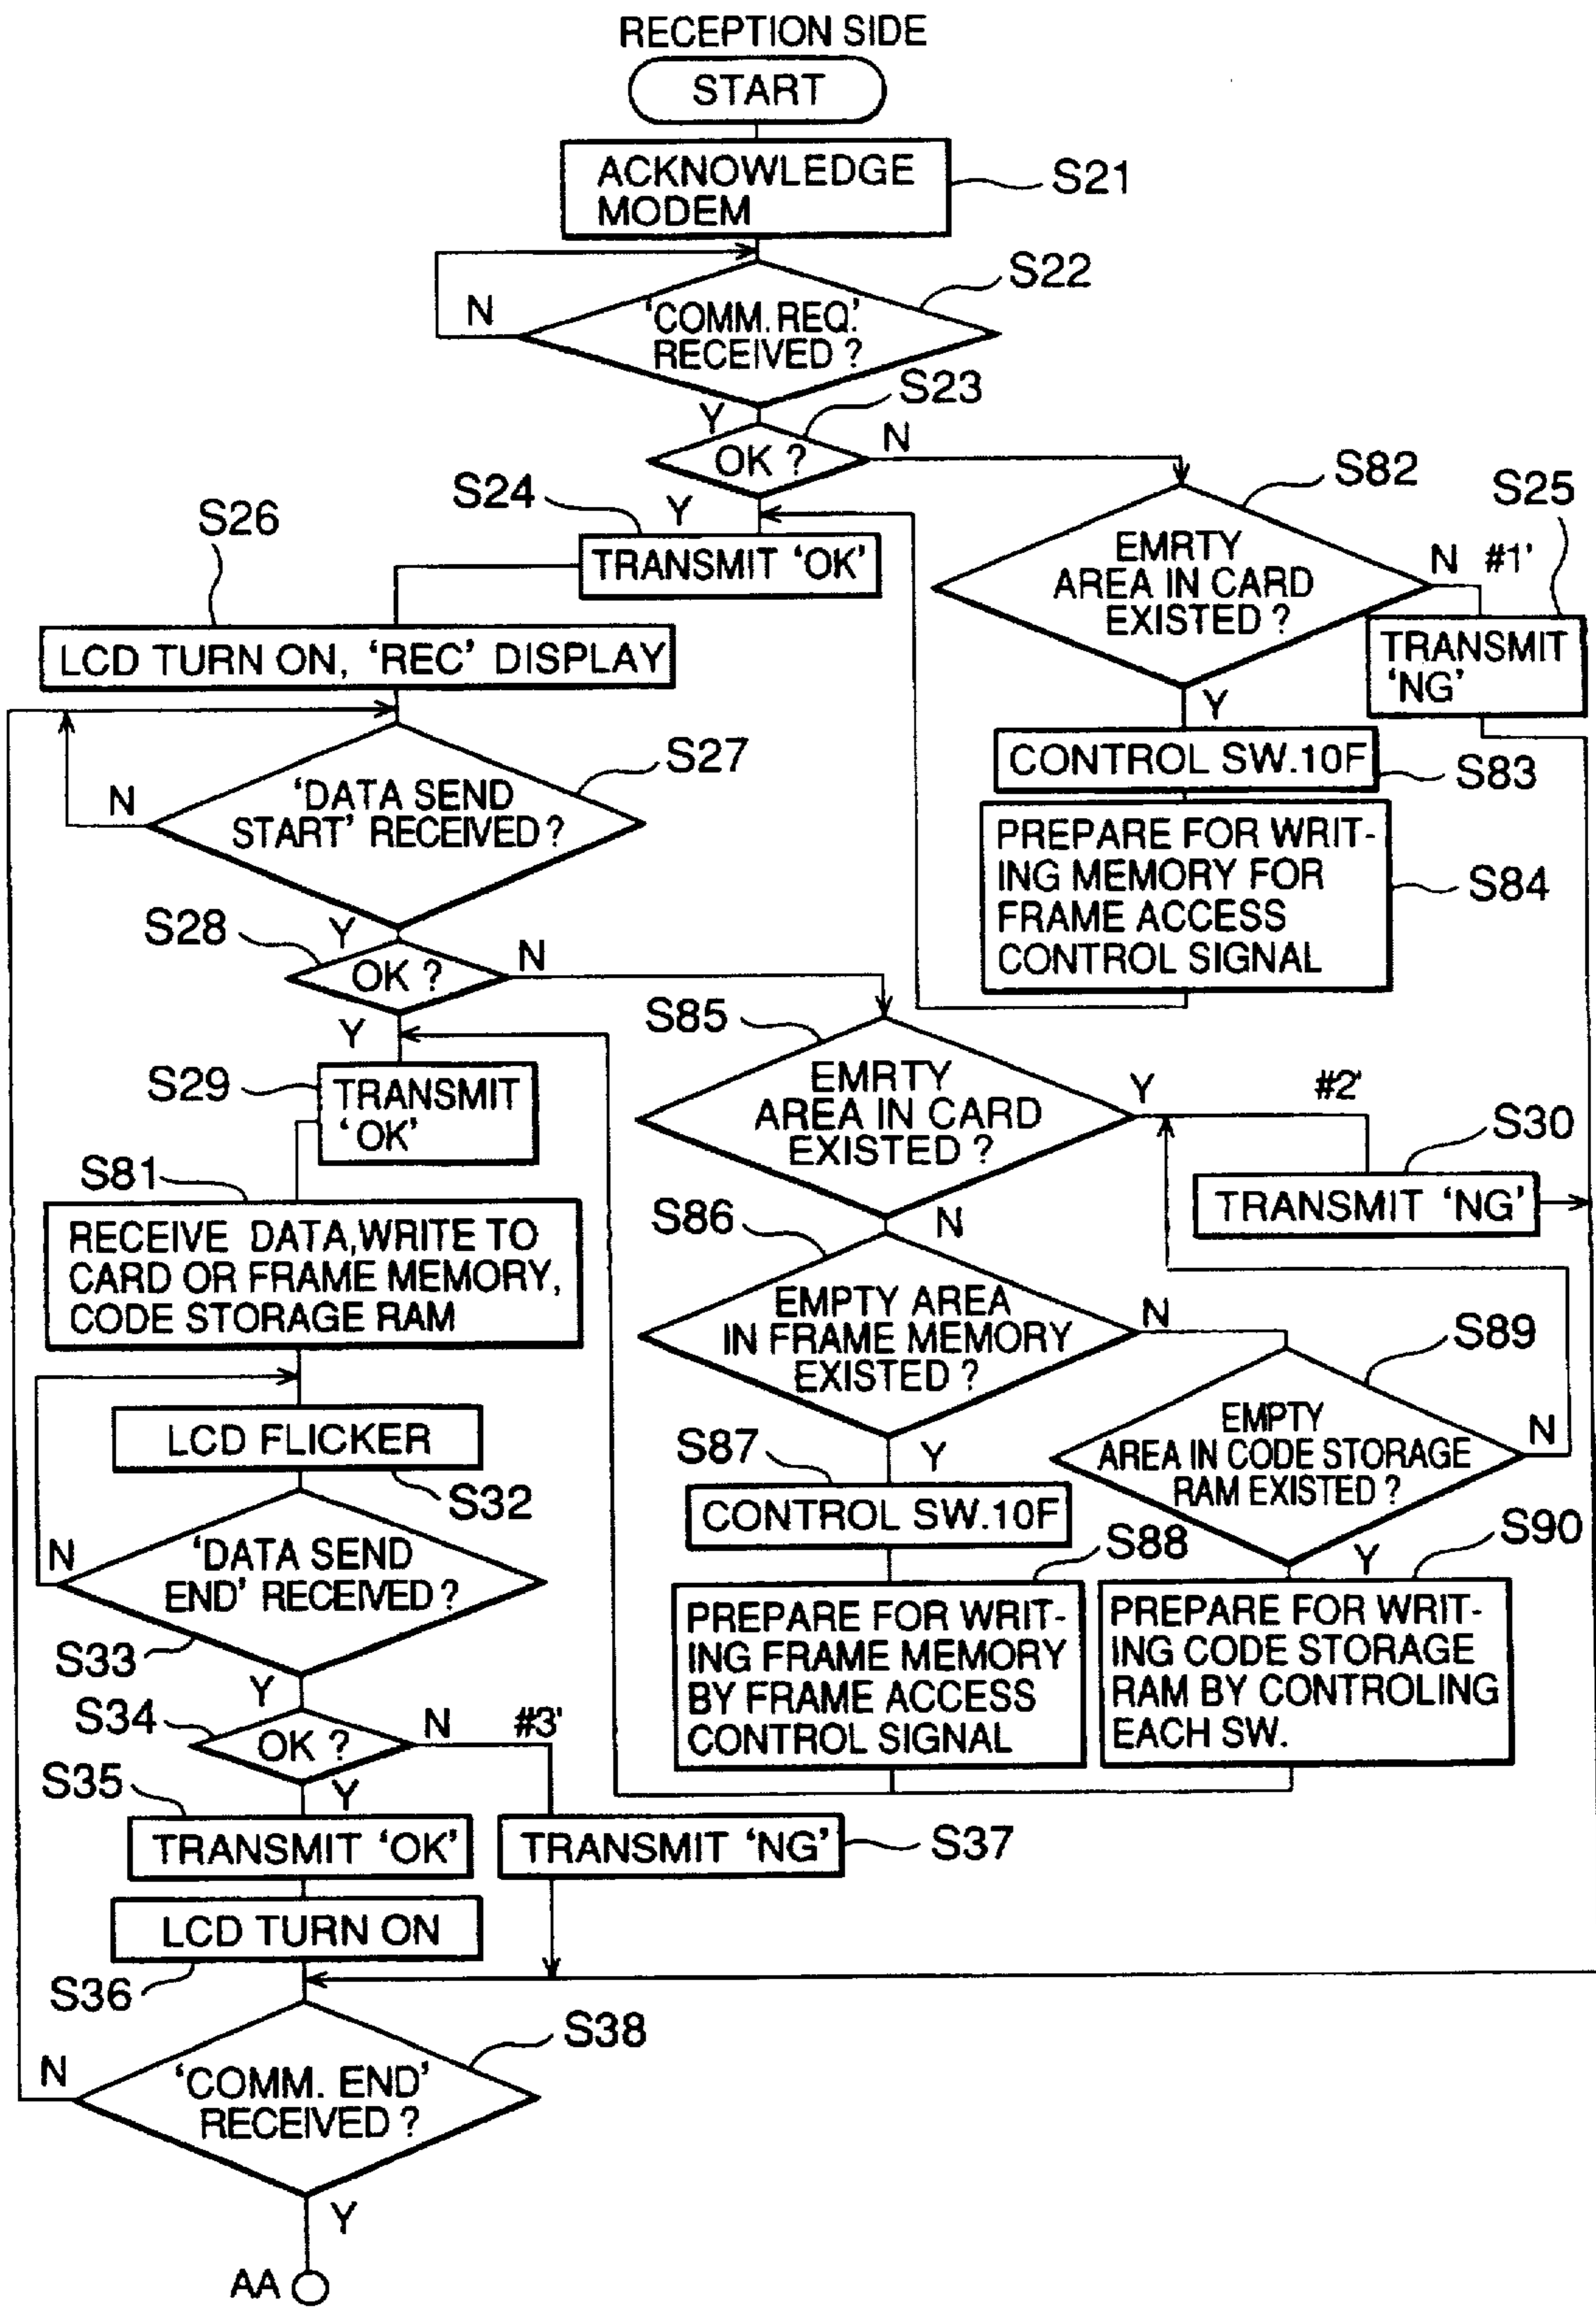 RECEPTION SIDE
START
ACKNOWLEDGE
MODEM
S21
S22
N
'COMM. REQ.'
RECEIVED ?
S23
Y
OK ?
N
S82
S25
S24
Y
S26
TRANSMIT 'OK'
EMRTY
AREA IN CARD
EXISTED ?
N
#1'
LCD TURN ON, 'REC' DISPLAY
TRANSMIT
'NG'
Y
S27
CONTROL SW.10F
S83
N
'DATA SEND
START' RECEIVED ?
PREPARE FOR WRIT-
ING MEMORY FOR
FRAME ACCESS
CONTROL SIGNAL
S84
S28
Y
OK ?
N
S85
Y
S29
TRANSMIT
'OK'
EMRTY
AREA IN CARD
EXISTED ?
Y
#2'
S30
S81
TRANSMIT 'NG'
RECEIVE DATA,WRITE TO
CARD OR FRAME MEMORY,
CODE STORAGE RAM
S86
N
EMPTY AREA
IN FRAME MEMORY
EXISTED ?
N
S89
LCD FLICKER
S32
S87
Y
EMPTY
AREA IN CODE STORAGE
RAM EXISTED ?
N
CONTROL SW.10F
N
'DATA SEND
END' RECEIVED ?
S88
Y
S90
S33
PREPARE FOR WRIT-
ING FRAME MEMORY
BY FRAME ACCESS
CONTROL SIGNAL
PREPARE FOR WRIT-
ING CODE STORAGE
RAM BY CONTROLING
EACH SW.
Y
S34
OK ?
N
#3'
S35
Y
TRANSMIT 'OK'
TRANSMIT 'NG'
S37
LCD TURN ON
S36
S38
N
'COMM. END'
RECEIVED ?
Y
AA